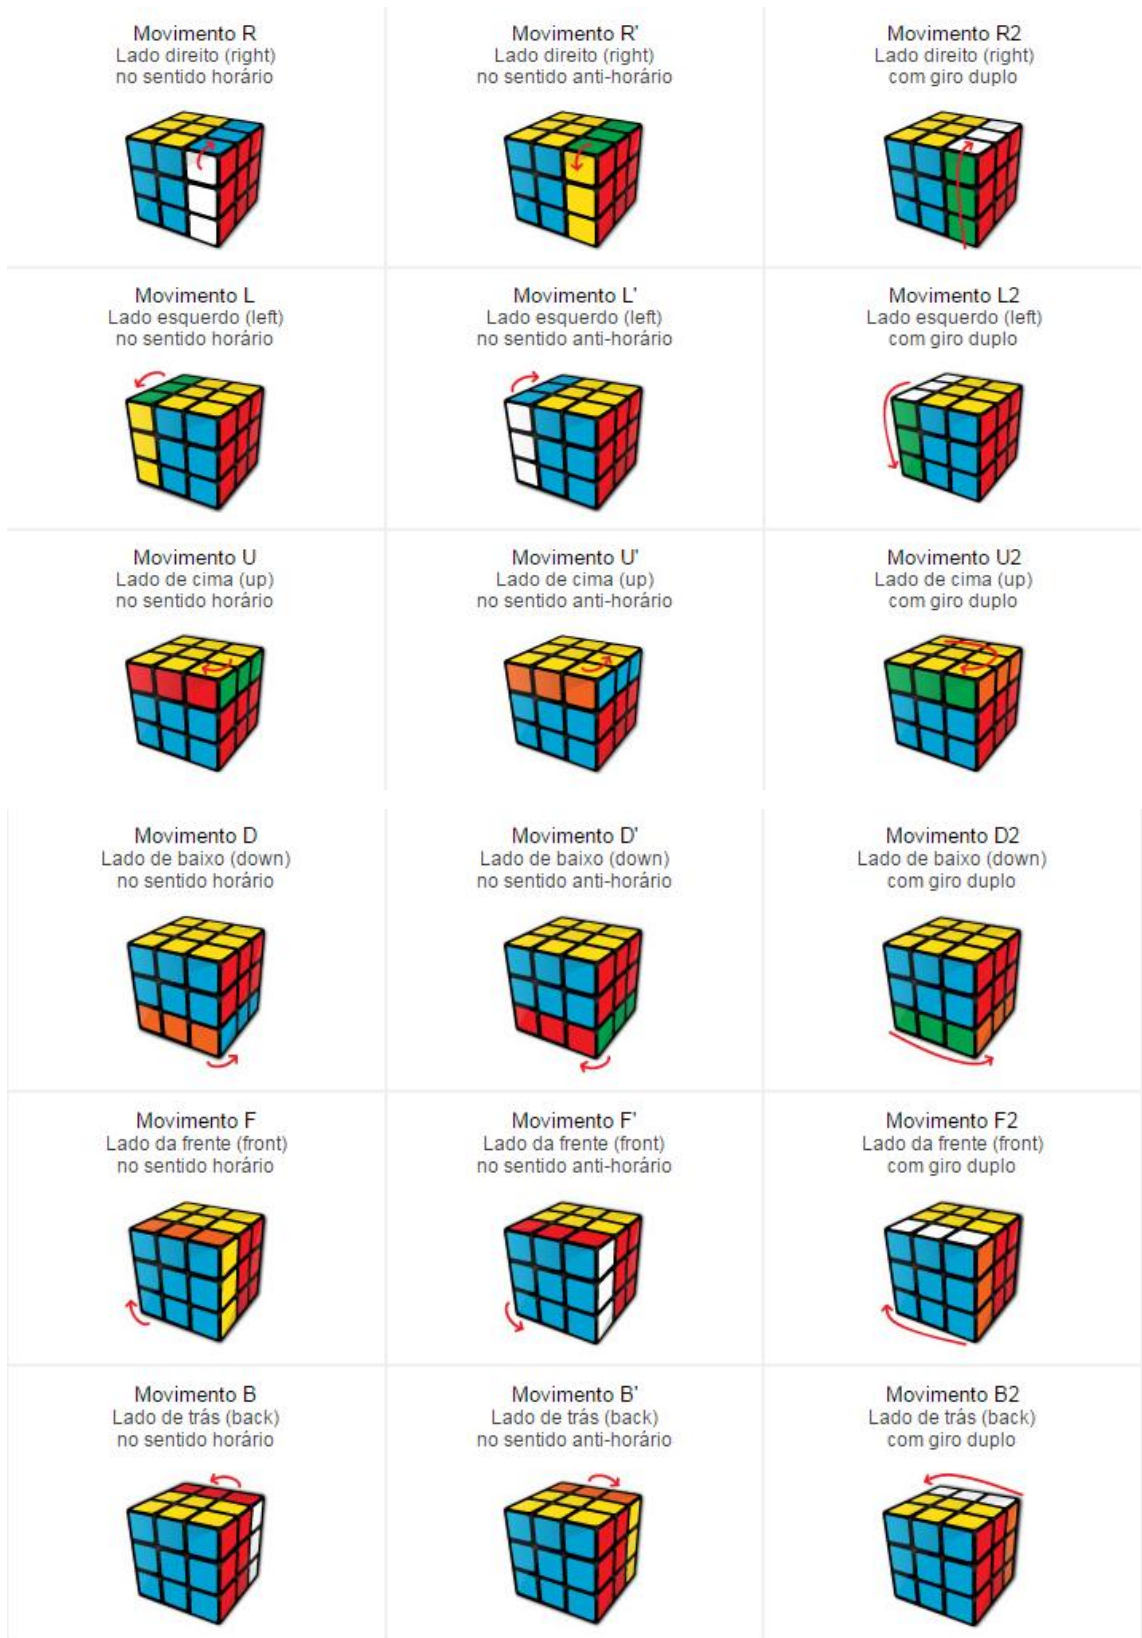 Movimento R
Lado direito (right)
no sentido horário
Movimento R'
Lado direito (right)
no sentido anti-horário
Movimento R2
Lado direito (right)
com giro duplo
Movimento L
Lado esquerdo (left)
no sentido horário
Movimento L'
Lado esquerdo (left)
no sentido anti-horário
Movimento L2
Lado esquerdo (left)
com giro duplo
Movimento U
Lado de cima (up)
no sentido horário
Movimento U'
Lado de cima (up)
no sentido anti-horário
Movimento U2
Lado de cima (up)
com giro duplo
Movimento D
Lado de baixo (down)
no sentido horário
Movimento D'
Lado de baixo (down)
no sentido anti-horário
Movimento D2
Lado de baixo (down)
com giro duplo
Movimento F
Lado da frente (front)
no sentido horário
Movimento F'
Lado da frente (front)
no sentido anti-horário
Movimento F2
Lado da frente (front)
com giro duplo
Movimento B
Lado de trás (back)
no sentido horário
Movimento B'
Lado de trás (back)
no sentido anti-horário
Movimento B2
Lado de trás (back)
com giro duplo